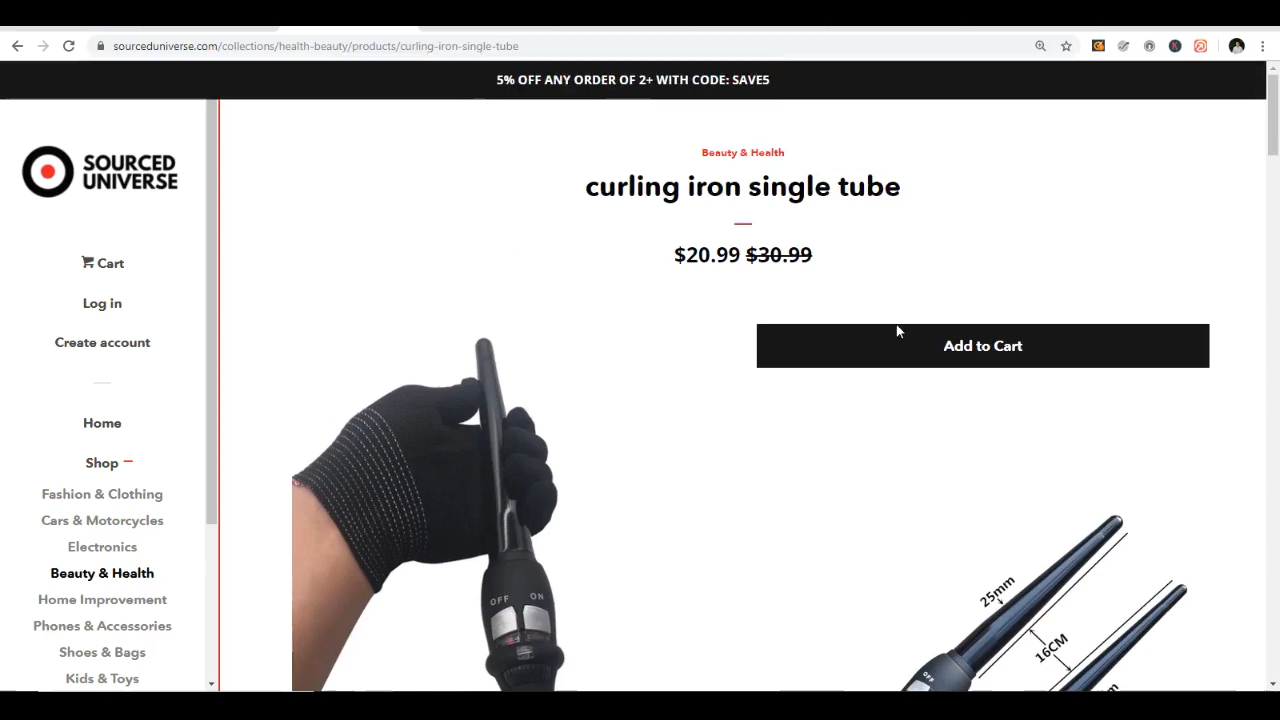 sourceduniverse.com/collections/health-beauty/products/curling-iron-single-tube
5% OFF ANY ORDER OF 2+ WITH CODE: SAVE5
SOURCED
UNIVERSE
Cart
Log in
Create account
Home
Shop
Fashion & Clothing
Cars & Motorcycles
Electronics
Beauty & Health
Home Improvement
Phones & Accessories
Shoes & Bags
Kids & Toys
Beauty & Health
curling iron single tube
$20.99 $30.99
Add to Cart
OFF ON
25mm
16CM
OFF